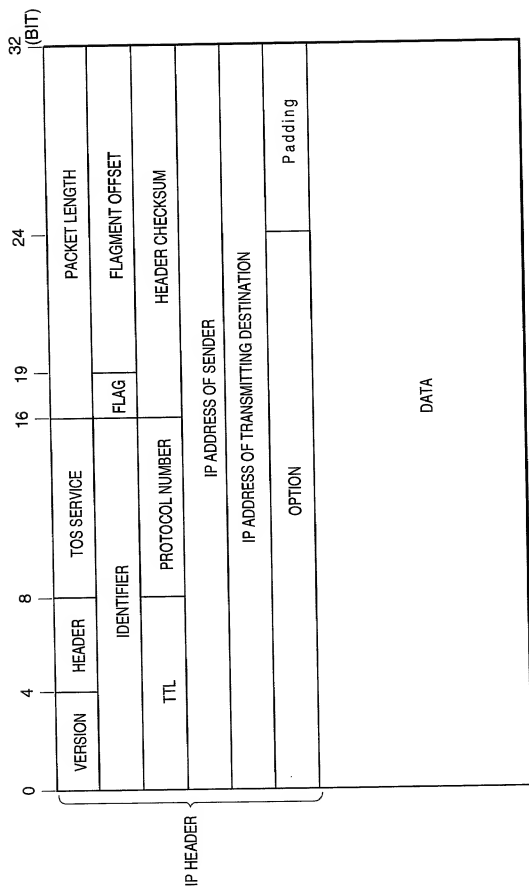 0 4 8 16 19 24 32
(BIT)
VERSION HEADER TOS SERVICE PACKET LENGTH
IDENTIFIER FLAG FLAGMENT OFFSET
TTL PROTOCOL NUMBER HEADER CHECKSUM
IP ADDRESS OF SENDER
IP ADDRESS OF TRANSMITTING DESTINATION
OPTION Padding
IP HEADER
DATA